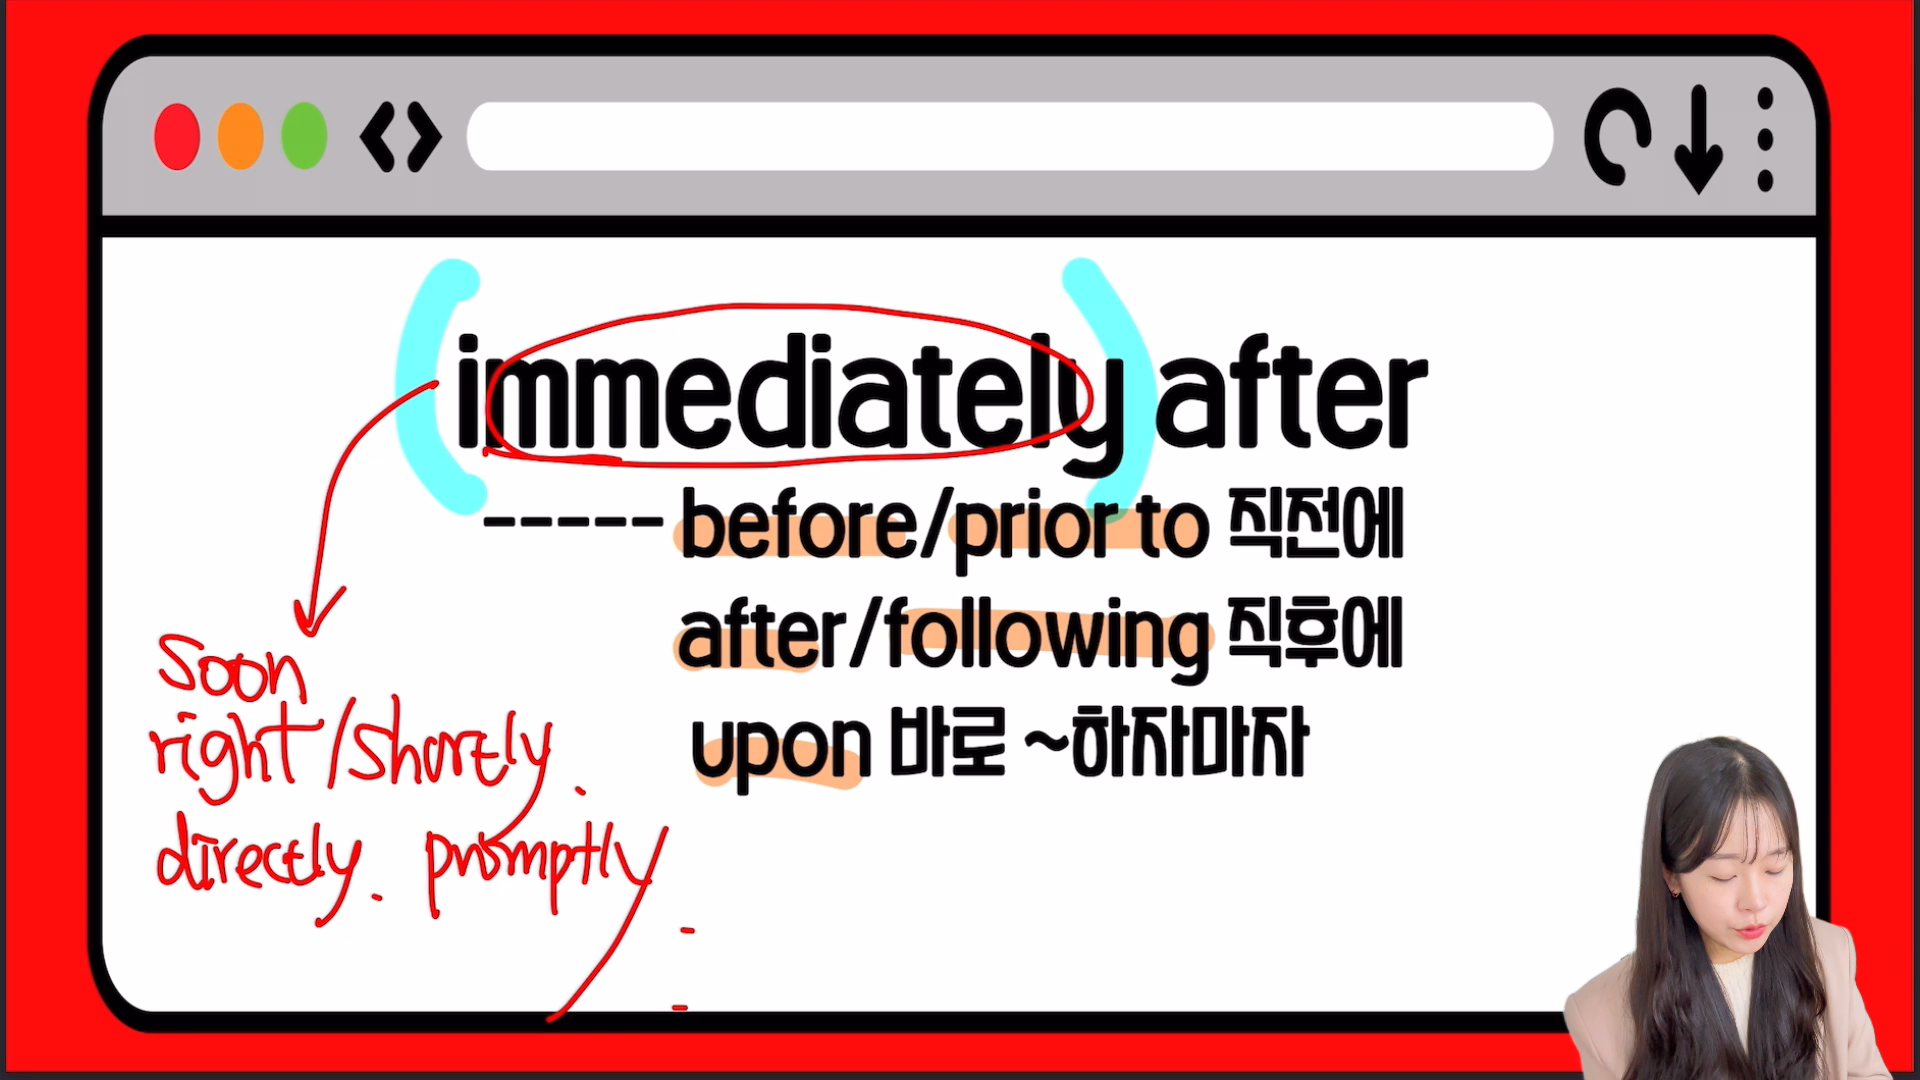 immediately after
----- before/prior to 직전에
after/following 직후에
upon 바로 ~하자마자
soon
right/shortly.
directly. promptly